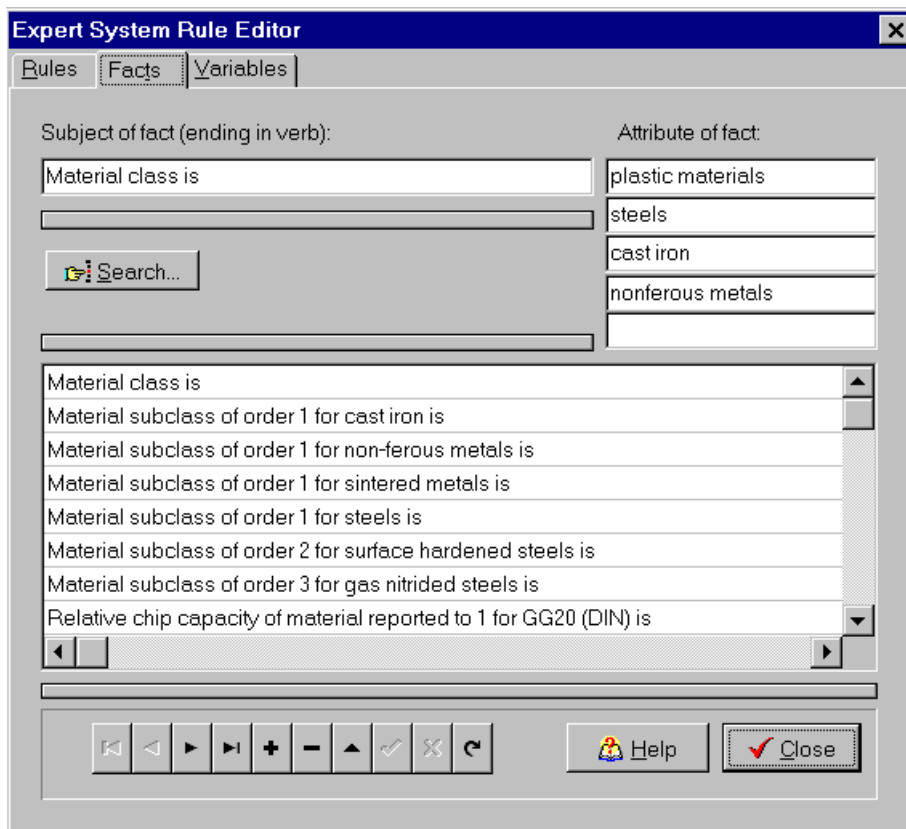 Expert System Rule Editor
Rules Facts Variables
Subject of fact (ending in verb):
Attribute of fact:
Material class is
plastic materials
steels
cast iron
nonferous metals
Search...
Material class is
Material subclass of order 1 for cast iron is
Material subclass of order 1 for non-ferous metals is
Material subclass of order 1 for sintered metals is
Material subclass of order 1 for steels is
Material subclass of order 2 for surface hardened steels is
Material subclass of order 3 for gas nitrided steels is
Relative chip capacity of material reported to 1 for GG20 (DIN) is
Help Close